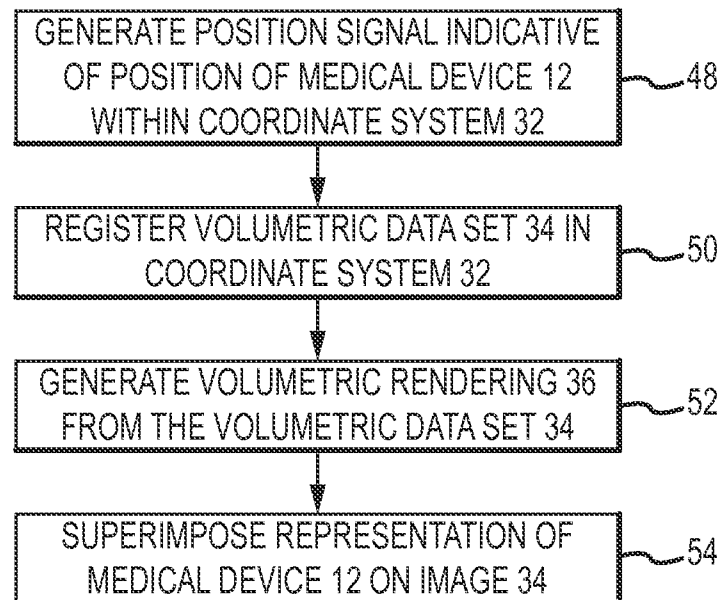 GENERATE POSITION SIGNAL INDICATIVE
OF POSITION OF MEDICAL DEVICE 12
WITHIN COORDINATE SYSTEM 32
48
REGISTER VOLUMETRIC DATA SET 34 IN
COORDINATE SYSTEM 32
50
GENERATE VOLUMETRIC RENDERING 36
FROM THE VOLUMETRIC DATA SET 34
52
SUPERIMPOSE REPRESENTATION OF
MEDICAL DEVICE 12 ON IMAGE 34
54